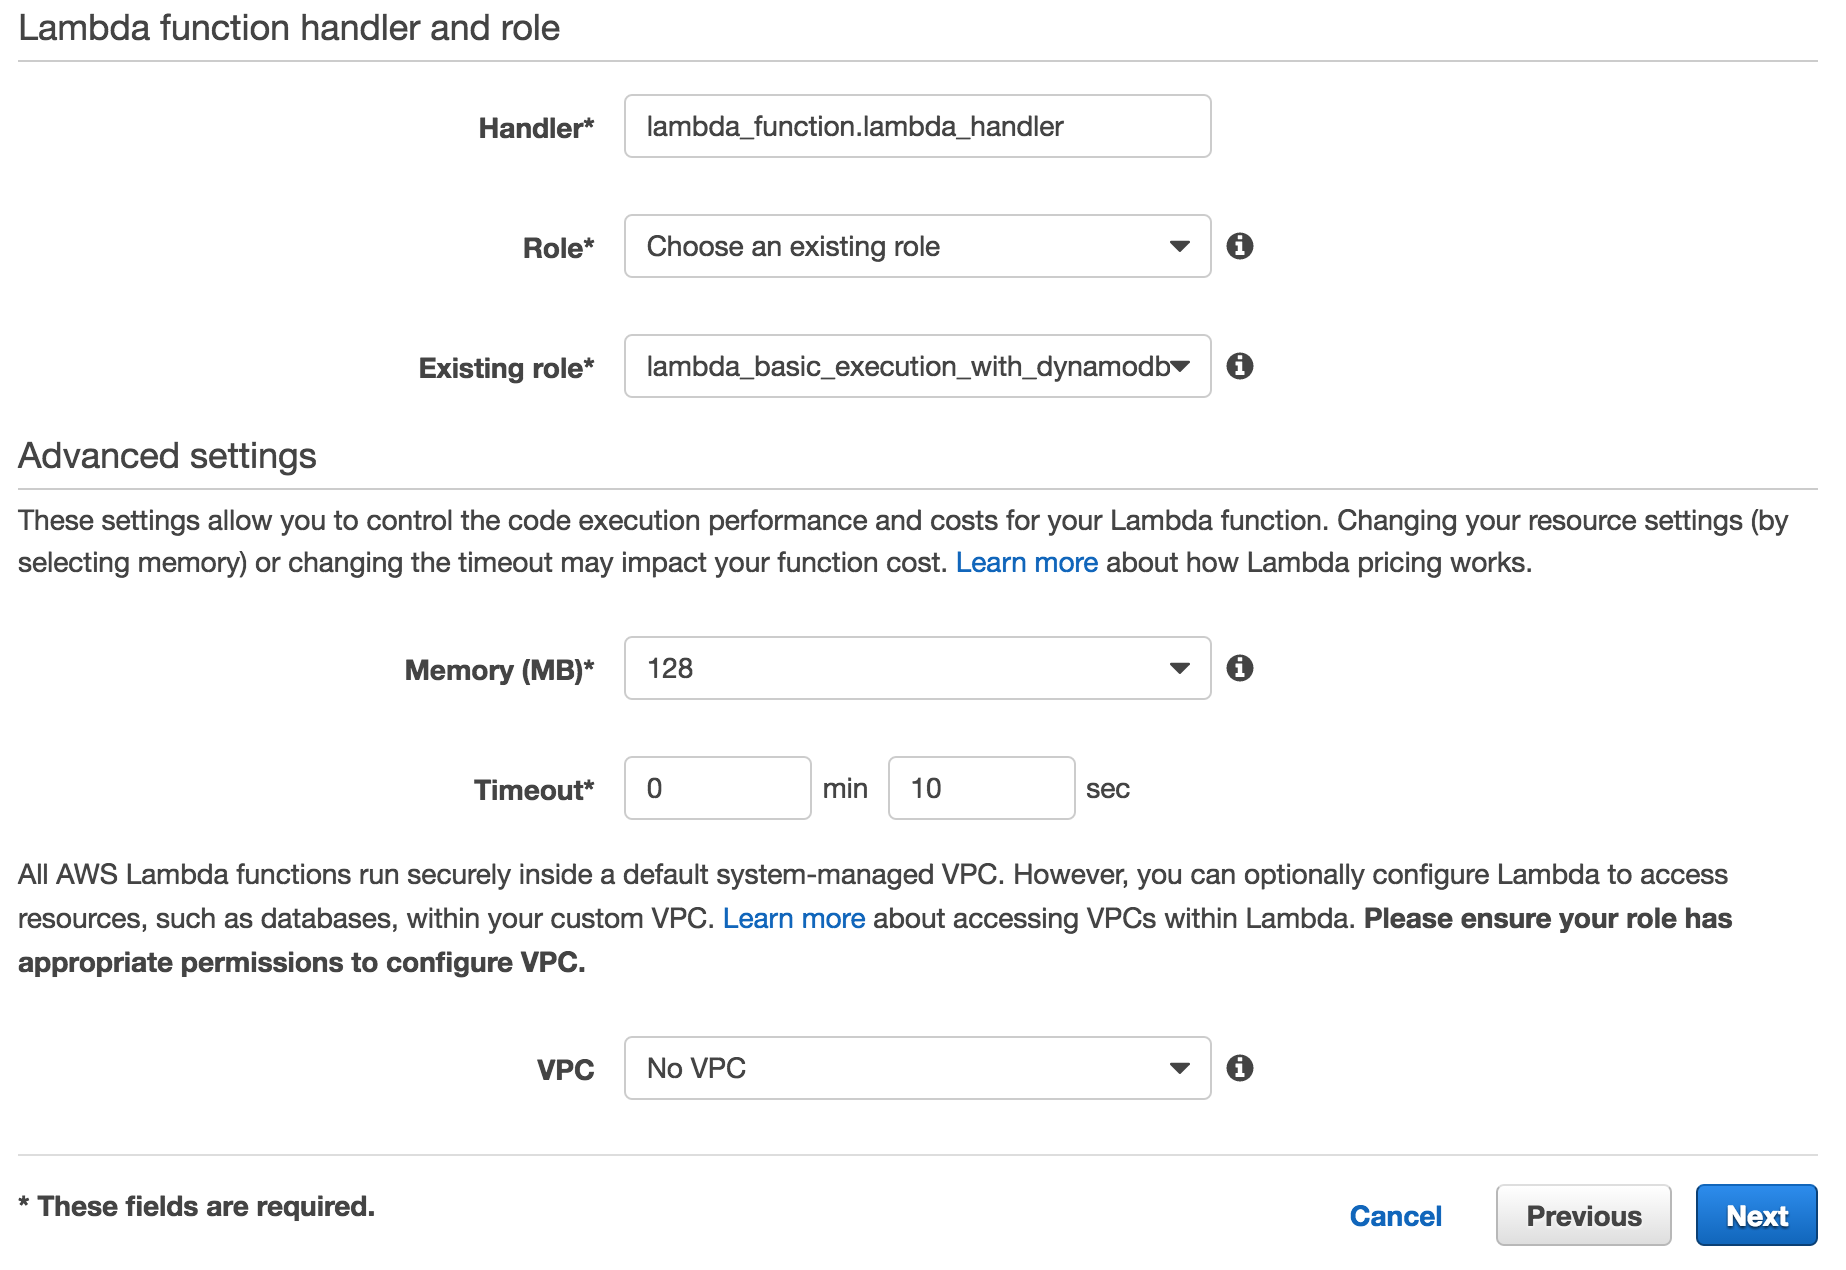 Lambda function handler and role
Handler* lambda_function.lambda_handler
Role* Choose an existing role
Existing role* lambda_basic_execution_with_dynamodb
Advanced settings
These settings allow you to control the code execution performance and costs for your Lambda function. Changing your resource settings (by
selecting memory) or changing the timeout may impact your function cost. Learn more about how Lambda pricing works.
Memory (MB)* 128
Timeout* 0 min 10 sec
All AWS Lambda functions run securely inside a default system-managed VPC. However, you can optionally configure Lambda to access
resources, such as databases, within your custom VPC. Learn more about accessing VPCs within Lambda. Please ensure your role has
appropriate permissions to configure VPC.
VPC No VPC
* These fields are required.
Cancel Previous Next